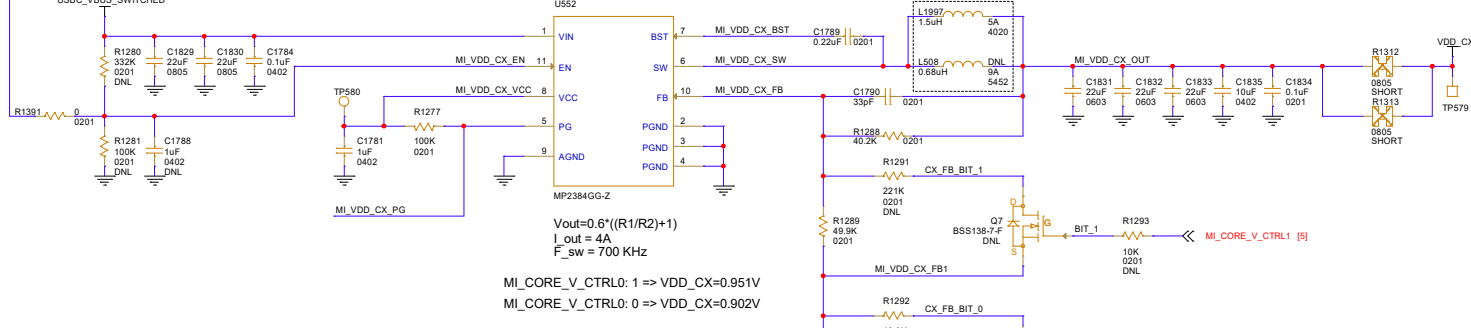 USBC_VBUS_SWITCHED
R1280
332K
0201
DNL
C1829
22uF
0805
C1830
22uF
0805
C1784
0.1uF
0402
R1391
0
0201
R1281
100K
0201
DNL
C1788
1uF
0402
DNL
MI_VDD_CX_EN
MI_VDD_CX_VCC
TP580
R1277
100K
0201
C1781
1uF
0402
MI_VDD_CX_PG
U552
1
VIN
11
EN
8
VCC
5
PG
9
AGND
BST
7
SW
6
FB
10
PGND
2
PGND
3
PGND
4
MP2384GG-Z
Vout=0.6*((R1/R2)+1)
I_out = 4A
F_sw = 700 KHz
MI_CORE_V_CTRL0: 1 => VDD_CX=0.951V
MI_CORE_V_CTRL0: 0 => VDD_CX=0.902V
MI_VDD_CX_BST
MI_VDD_CX_SW
MI_VDD_CX_FB
C1789
0.22uF
0201
L1997
1.5uH
5A
4020
L508
0.68uH
DNL
9A
5452
C1790
33pF
0201
R1288
40.2K
0201
R1291
221K
0201
DNL
CX_FB_BIT_1
R1289
49.9K
0201
MI_VDD_CX_FB1
R1292
CX_FB_BIT_0
Q7
BSS138-7-F
DNL
D
G
S
BIT_1
R1293
10K
0201
DNL
MI_CORE_V_CTRL1 [5]
MI_VDD_CX_OUT
C1831
22uF
0603
C1832
22uF
0603
C1833
22uF
0603
C1835
10uF
0402
C1834
0.1uF
0201
R1312
0805
SHORT
R1313
0805
SHORT
VDD_CX
TP579